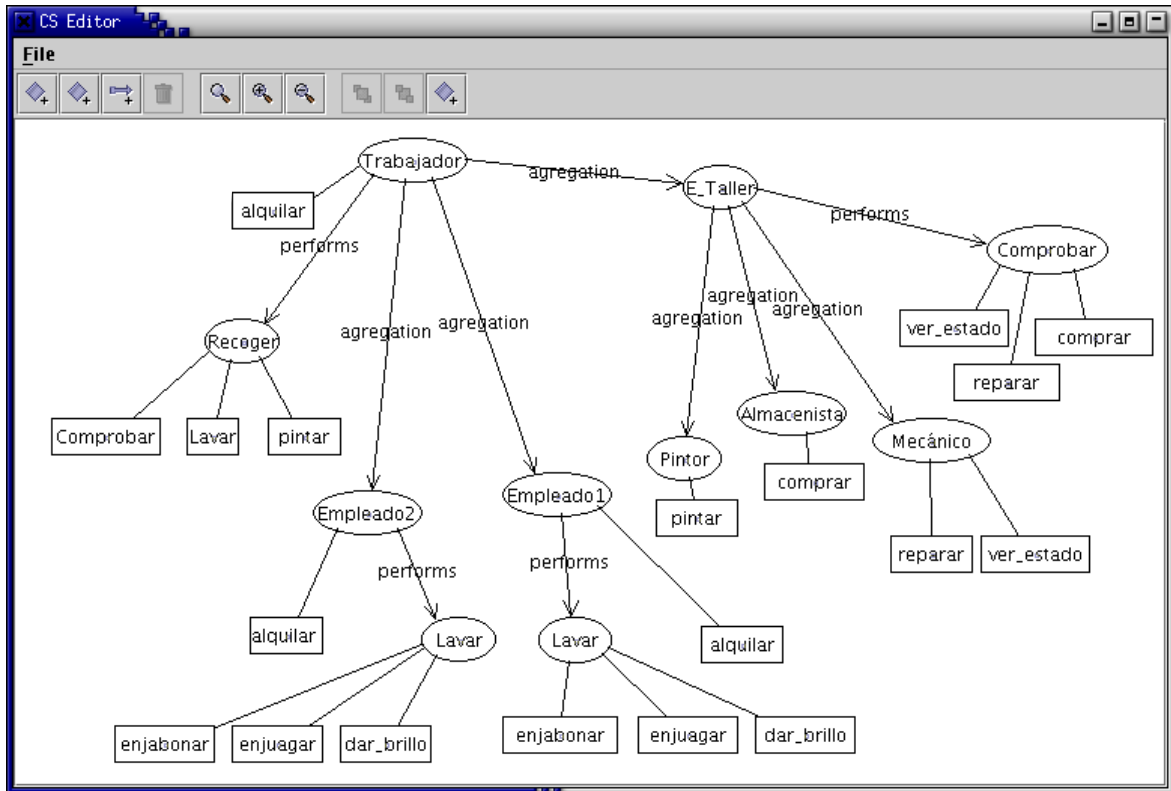 CS Editor
File
Trabajador
agregation
E_Taller
alquilar
performs
performs
Comprobar
agregation
agregation
agregation
agregation
agregation
ver_estado
comprar
reparar
Recoger
Comprobar
Lavar
pintar
Almacenista
Mecánico
Pintor
comprar
pintar
Empleado2
Empleado1
reparar
ver_estado
performs
performs
alquilar
Lavar
Lavar
alquilar
enjabonar
enjuagar
dar_brillo
enjabonar
enjuagar
dar_brillo